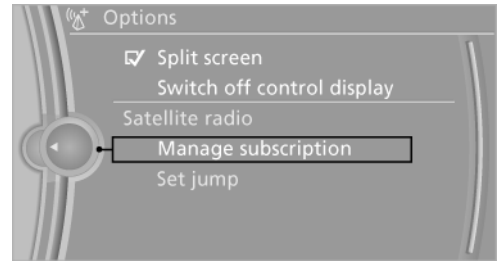 Options
Split screen
Switch off control display
Satellite radio
Manage subscription
Set jump